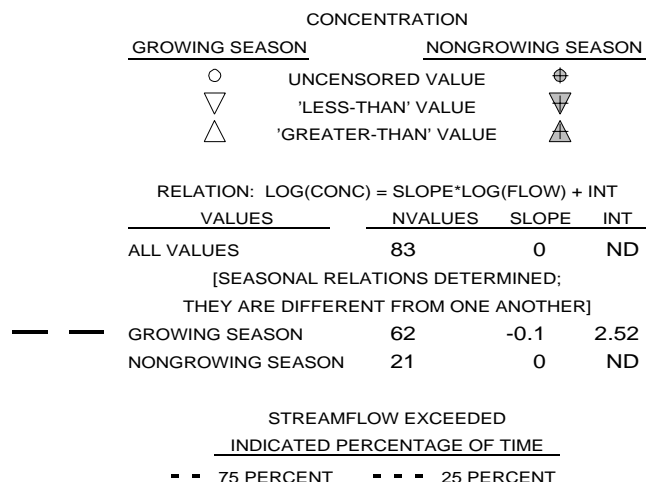 CONCENTRATION
GROWING SEASON NONGROWING SEASON
UNCENSORED VALUE
'LESS-THAN' VALUE
'GREATER-THAN' VALUE
RELATION: LOG(CONC) = SLOPE*LOG(FLOW) + INT
VALUES NVALUES SLOPE INT
ALL VALUES 83 0 ND
[SEASONAL RELATIONS DETERMINED;
THEY ARE DIFFERENT FROM ONE ANOTHER]
GROWING SEASON 62 -0.1 2.52
NONGROWING SEASON 21 0 ND
STREAMFLOW EXCEEDED
INDICATED PERCENTAGE OF TIME
75 PERCENT 25 PERCENT